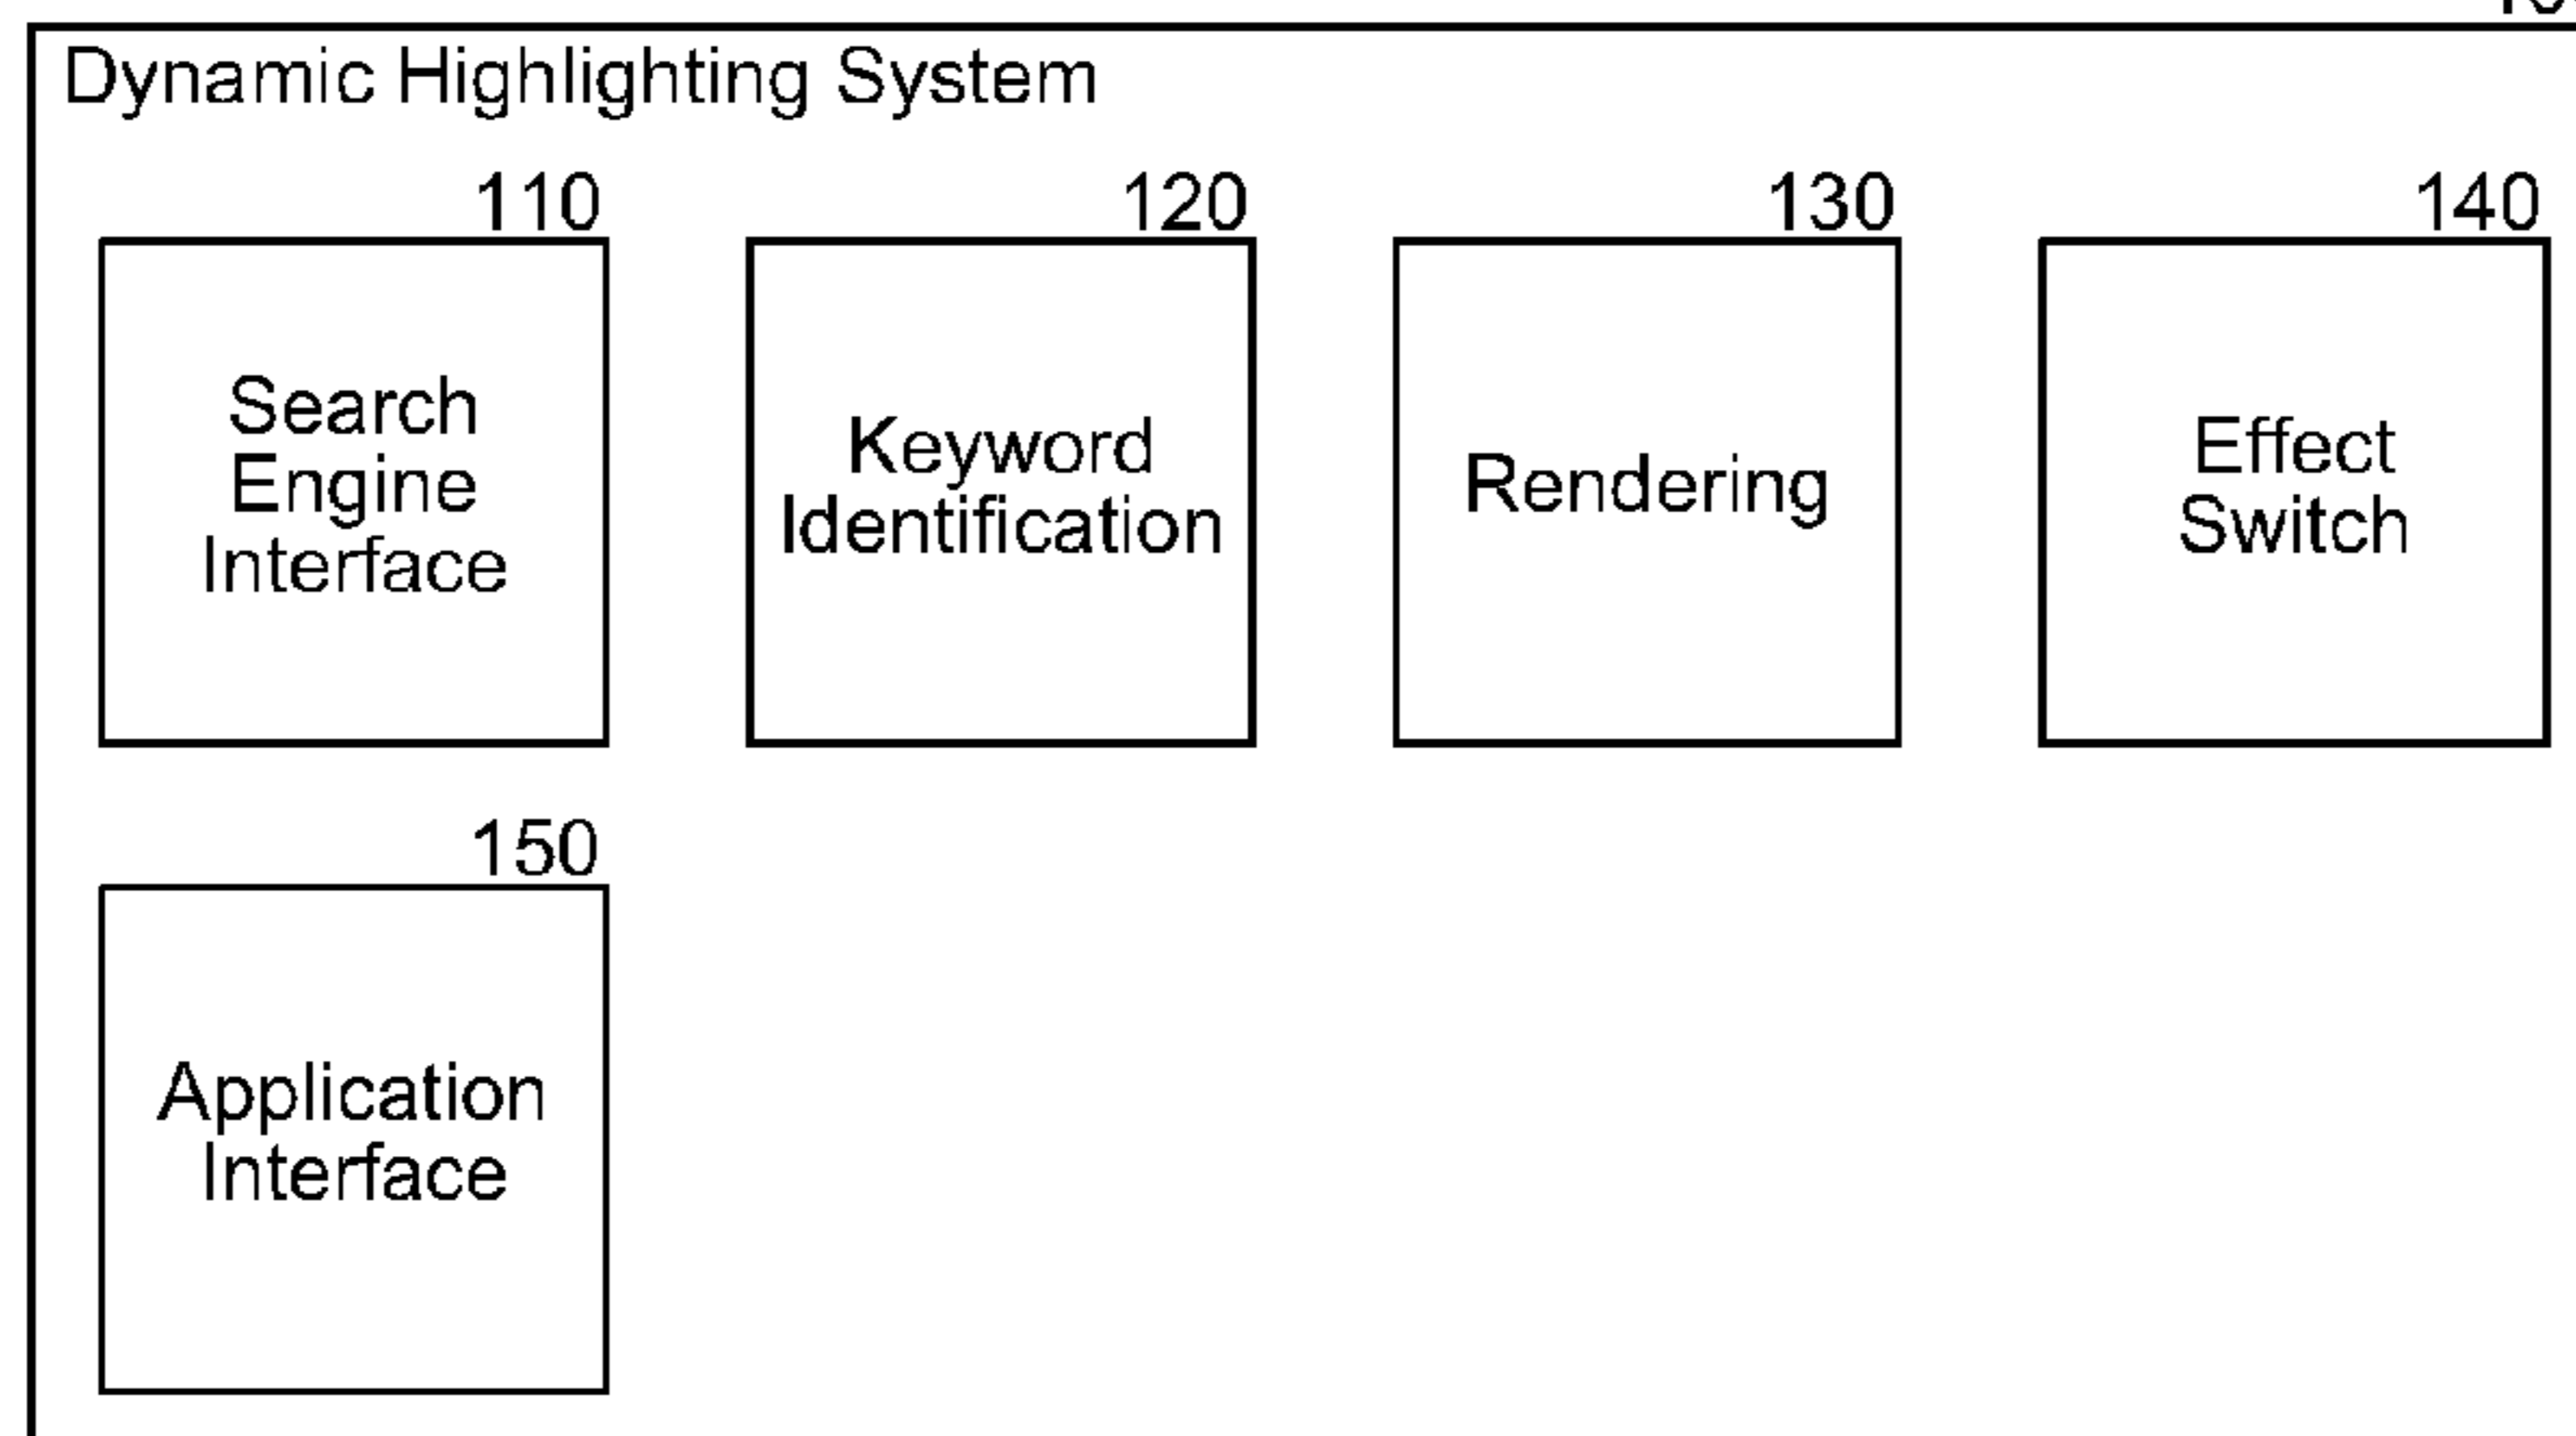 Dynamic Highlighting System
110
120
130
140
Search
Engine
Interface
Keyword
Identification
Rendering
Effect
Switch
150
Application
Interface